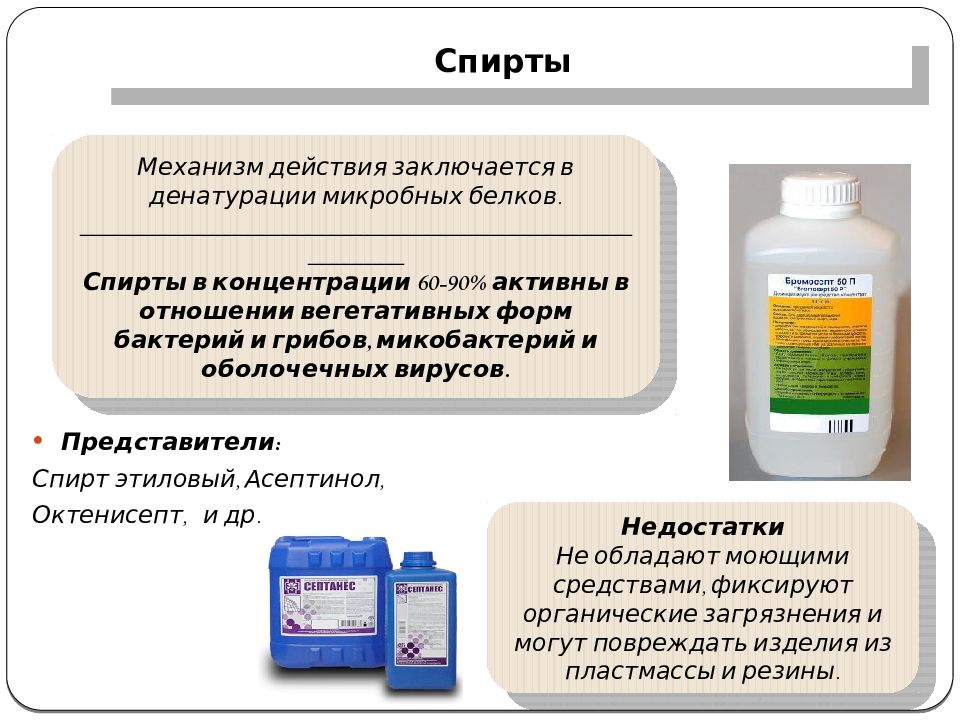 Спирты
Механизм действия заключается в
денатурации микробных белков.
Спирты в концентрации 60-90% активны в
отношении вегетативных форм
бактерий и грибов, микобактерий и
оболочечных вирусов.
Бромосепт 50 П
• Представители:
Спирт этиловый, Асептинол,
Октенисепт, и др.
СЕПТАНЕС
СЕПТАНЕС
Недостатки
Не обладают моющими
средствами, фиксируют
органические загрязнения и
могут повреждать изделия из
пластмассы и резины.